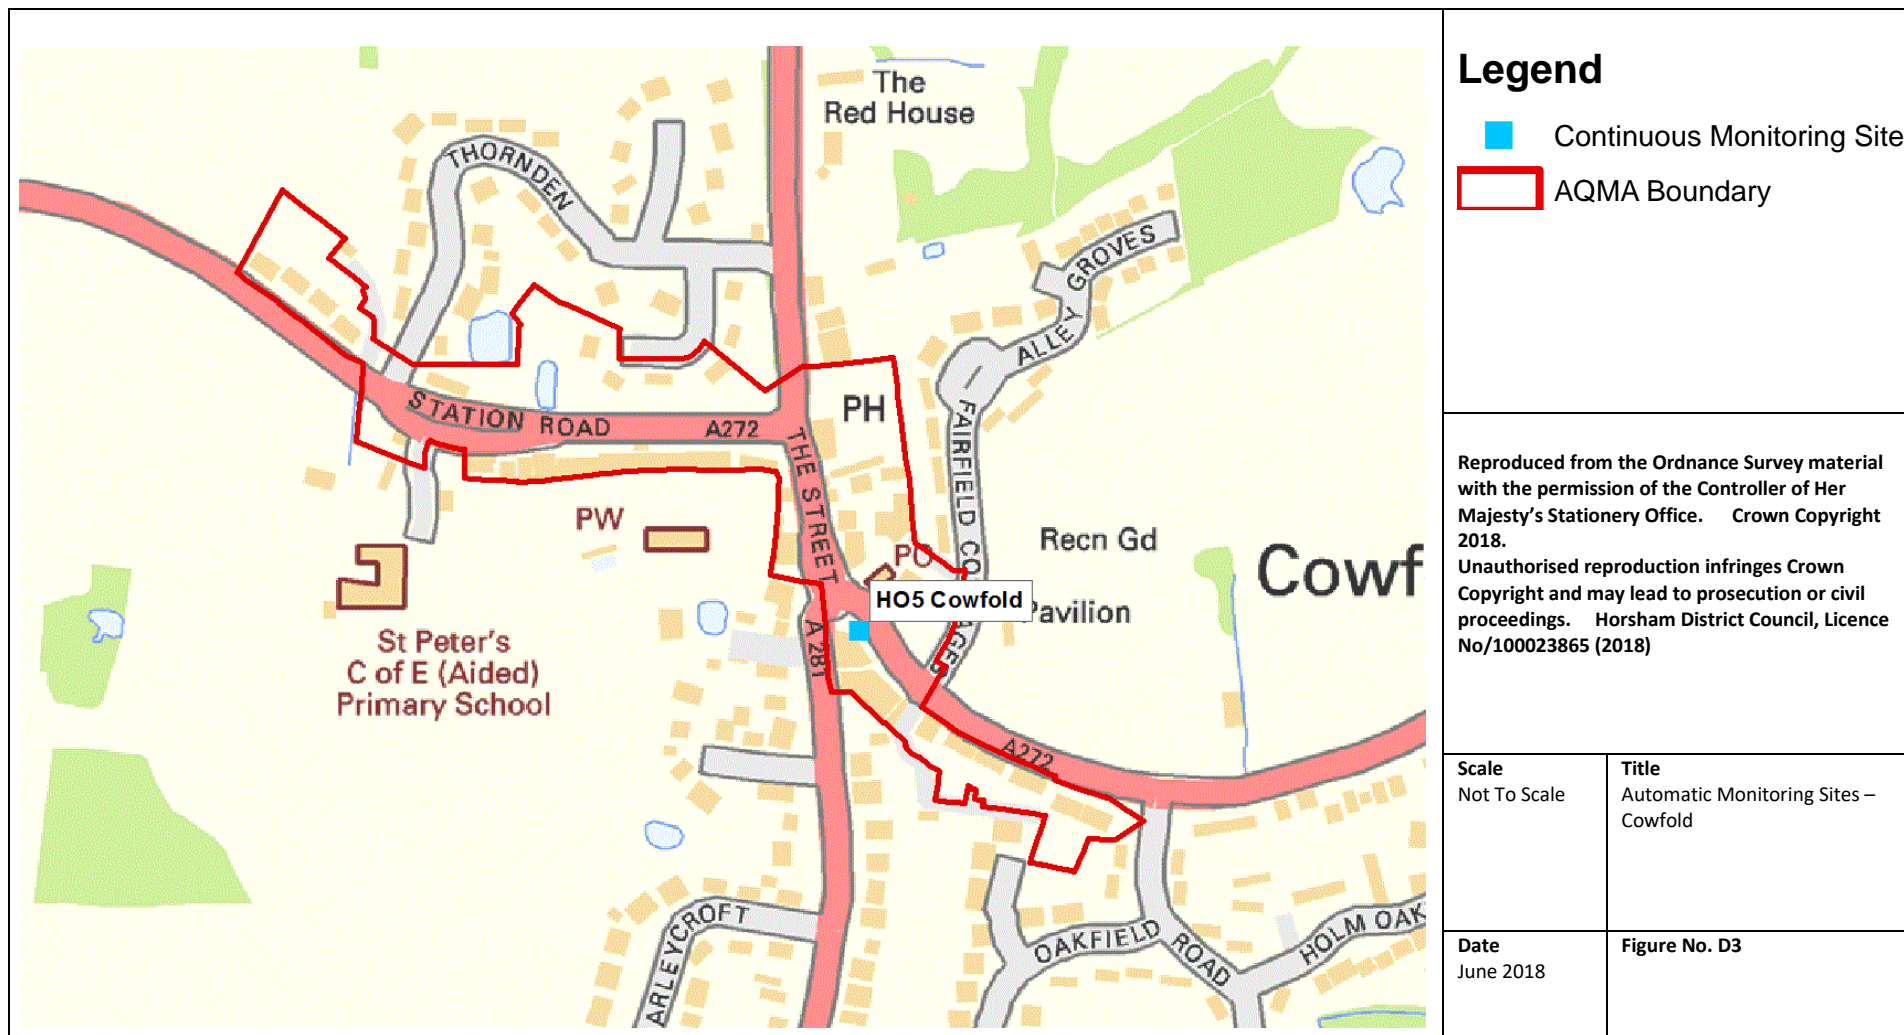 The
Red House
THORNDEN
ALLEY GROVES
PH
STATION ROAD
A272
THE STREET
FAIRFIELD COTTAGES
PW
PO
Recn Gd
Cowf
HO5 Cowfold
Pavilion
A281
St Peter's
C of E (Aided)
Primary School
A272
ARLEYCROFT
OAKFIELD ROAD
HOLM OAK
Legend
Continuous Monitoring Site
AQMA Boundary
Reproduced from the Ordnance Survey material
with the permission of the Controller of Her
Majesty's Stationery Office. Crown Copyright
2018.
Unauthorised reproduction infringes Crown
Copyright and may lead to prosecution or civil
proceedings. Horsham District Council, Licence
No/100023865 (2018)
Scale
Not To Scale
Title
Automatic Monitoring Sites –
Cowfold
Date
June 2018
Figure No. D3